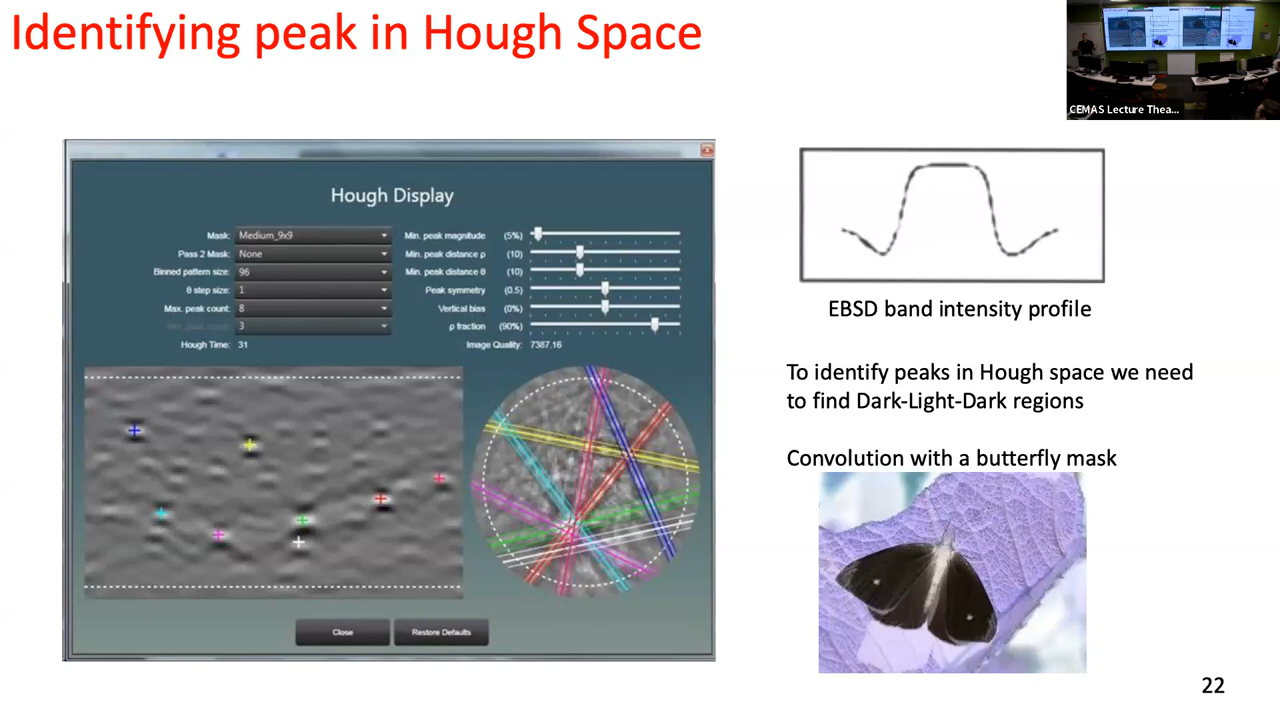 Identifying peak in Hough Space
CEMAS Lecture Thea...
Hough Display
Mask: Medium_9x9
Pass 2 Mask: None
Binned pattern size: 96
θ step size: 1
Max. peak count: 8
Min. peak count: 3
Hough Time: 31
Min. peak magnitude (5%)
Min. peak distance ρ (10)
Min. peak distance θ (10)
Peak symmetry (0.5)
Vertical bias (0%)
ρ fraction (90%)
Image Quality: 7387.16
Close
Restore Defaults
EBSD band intensity profile
To identify peaks in Hough space we need
to find Dark-Light-Dark regions
Convolution with a butterfly mask
22